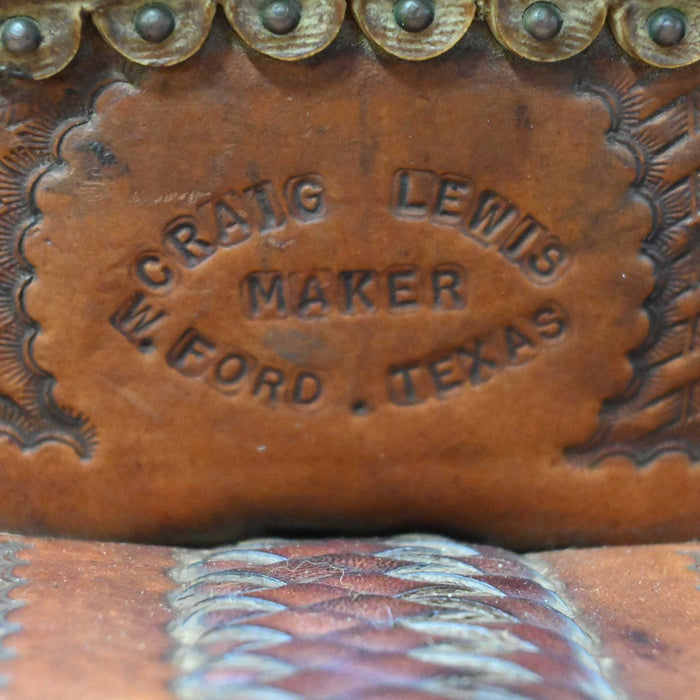 CRAIG LEWIS
MAKER
W. FORD . TEXAS